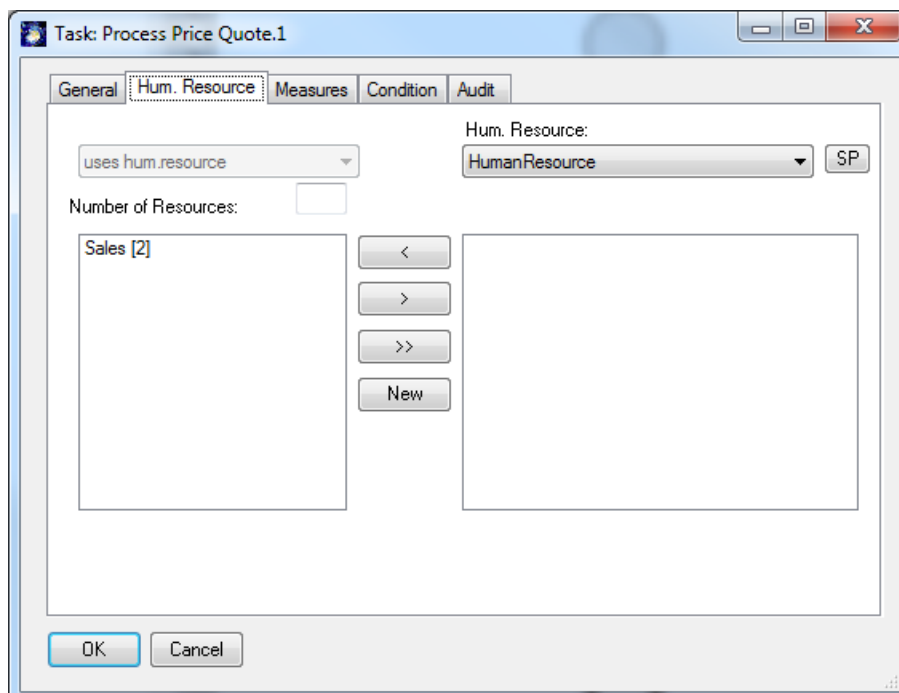 Task: Process Price Quote.1
General Hum. Resource Measures Condition Audit
Hum. Resource:
uses hum.resource HumanResource SP
Number of Resources:
Sales [2] <
>
>>
New
OK Cancel